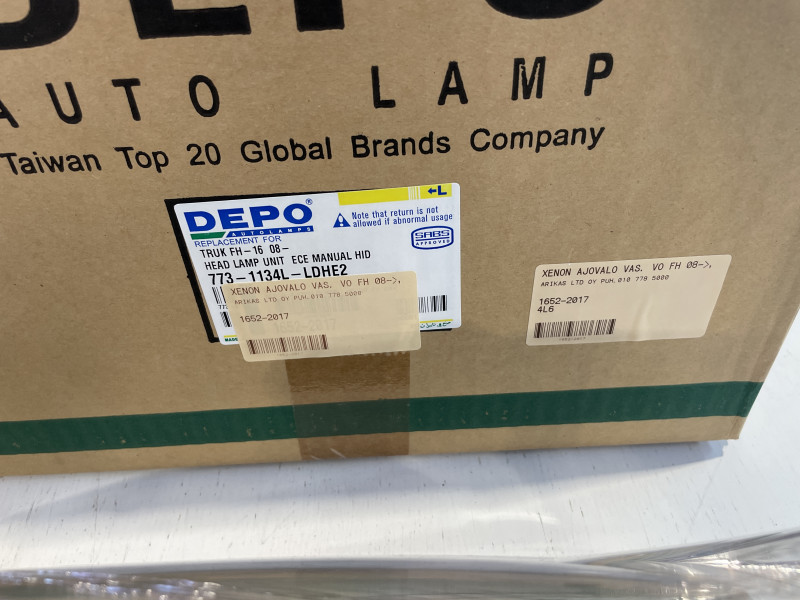 DEPO
AUTO LAMP
Taiwan Top 20 Global Brands Company
←L
DEPO®
AUTOLAMPS
Note that return is not
allowed if abnormal usage
REPLACEMENT FOR
TRUK FH-16 08-
SABS
APPROVED
HEAD LAMP UNIT ECE MANUAL HID
773-1134L-LDHE2
XENON AJOVALO VAS. VO FH 08->,
ARIKAS LTD OY PUH.010 778 5000
1652-2017
XENON AJOVALO VAS. VO FH 08->,
ARIKAS LTD OY PUH.010 778 5000
1652-2017
4L6
1652-2017